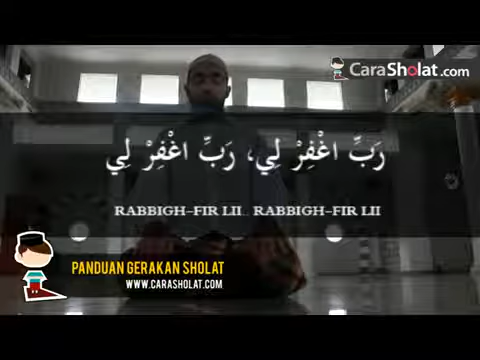 CaraSholat.com
رَبِّ اغْفِرْ لِي، رَبِّ اغْفِرْ لِي
RABBIGH-FIR LII.. RABBIGH-FIR LII
PANDUAN GERAKAN SHOLAT
WWW.CARASHOLAT.COM